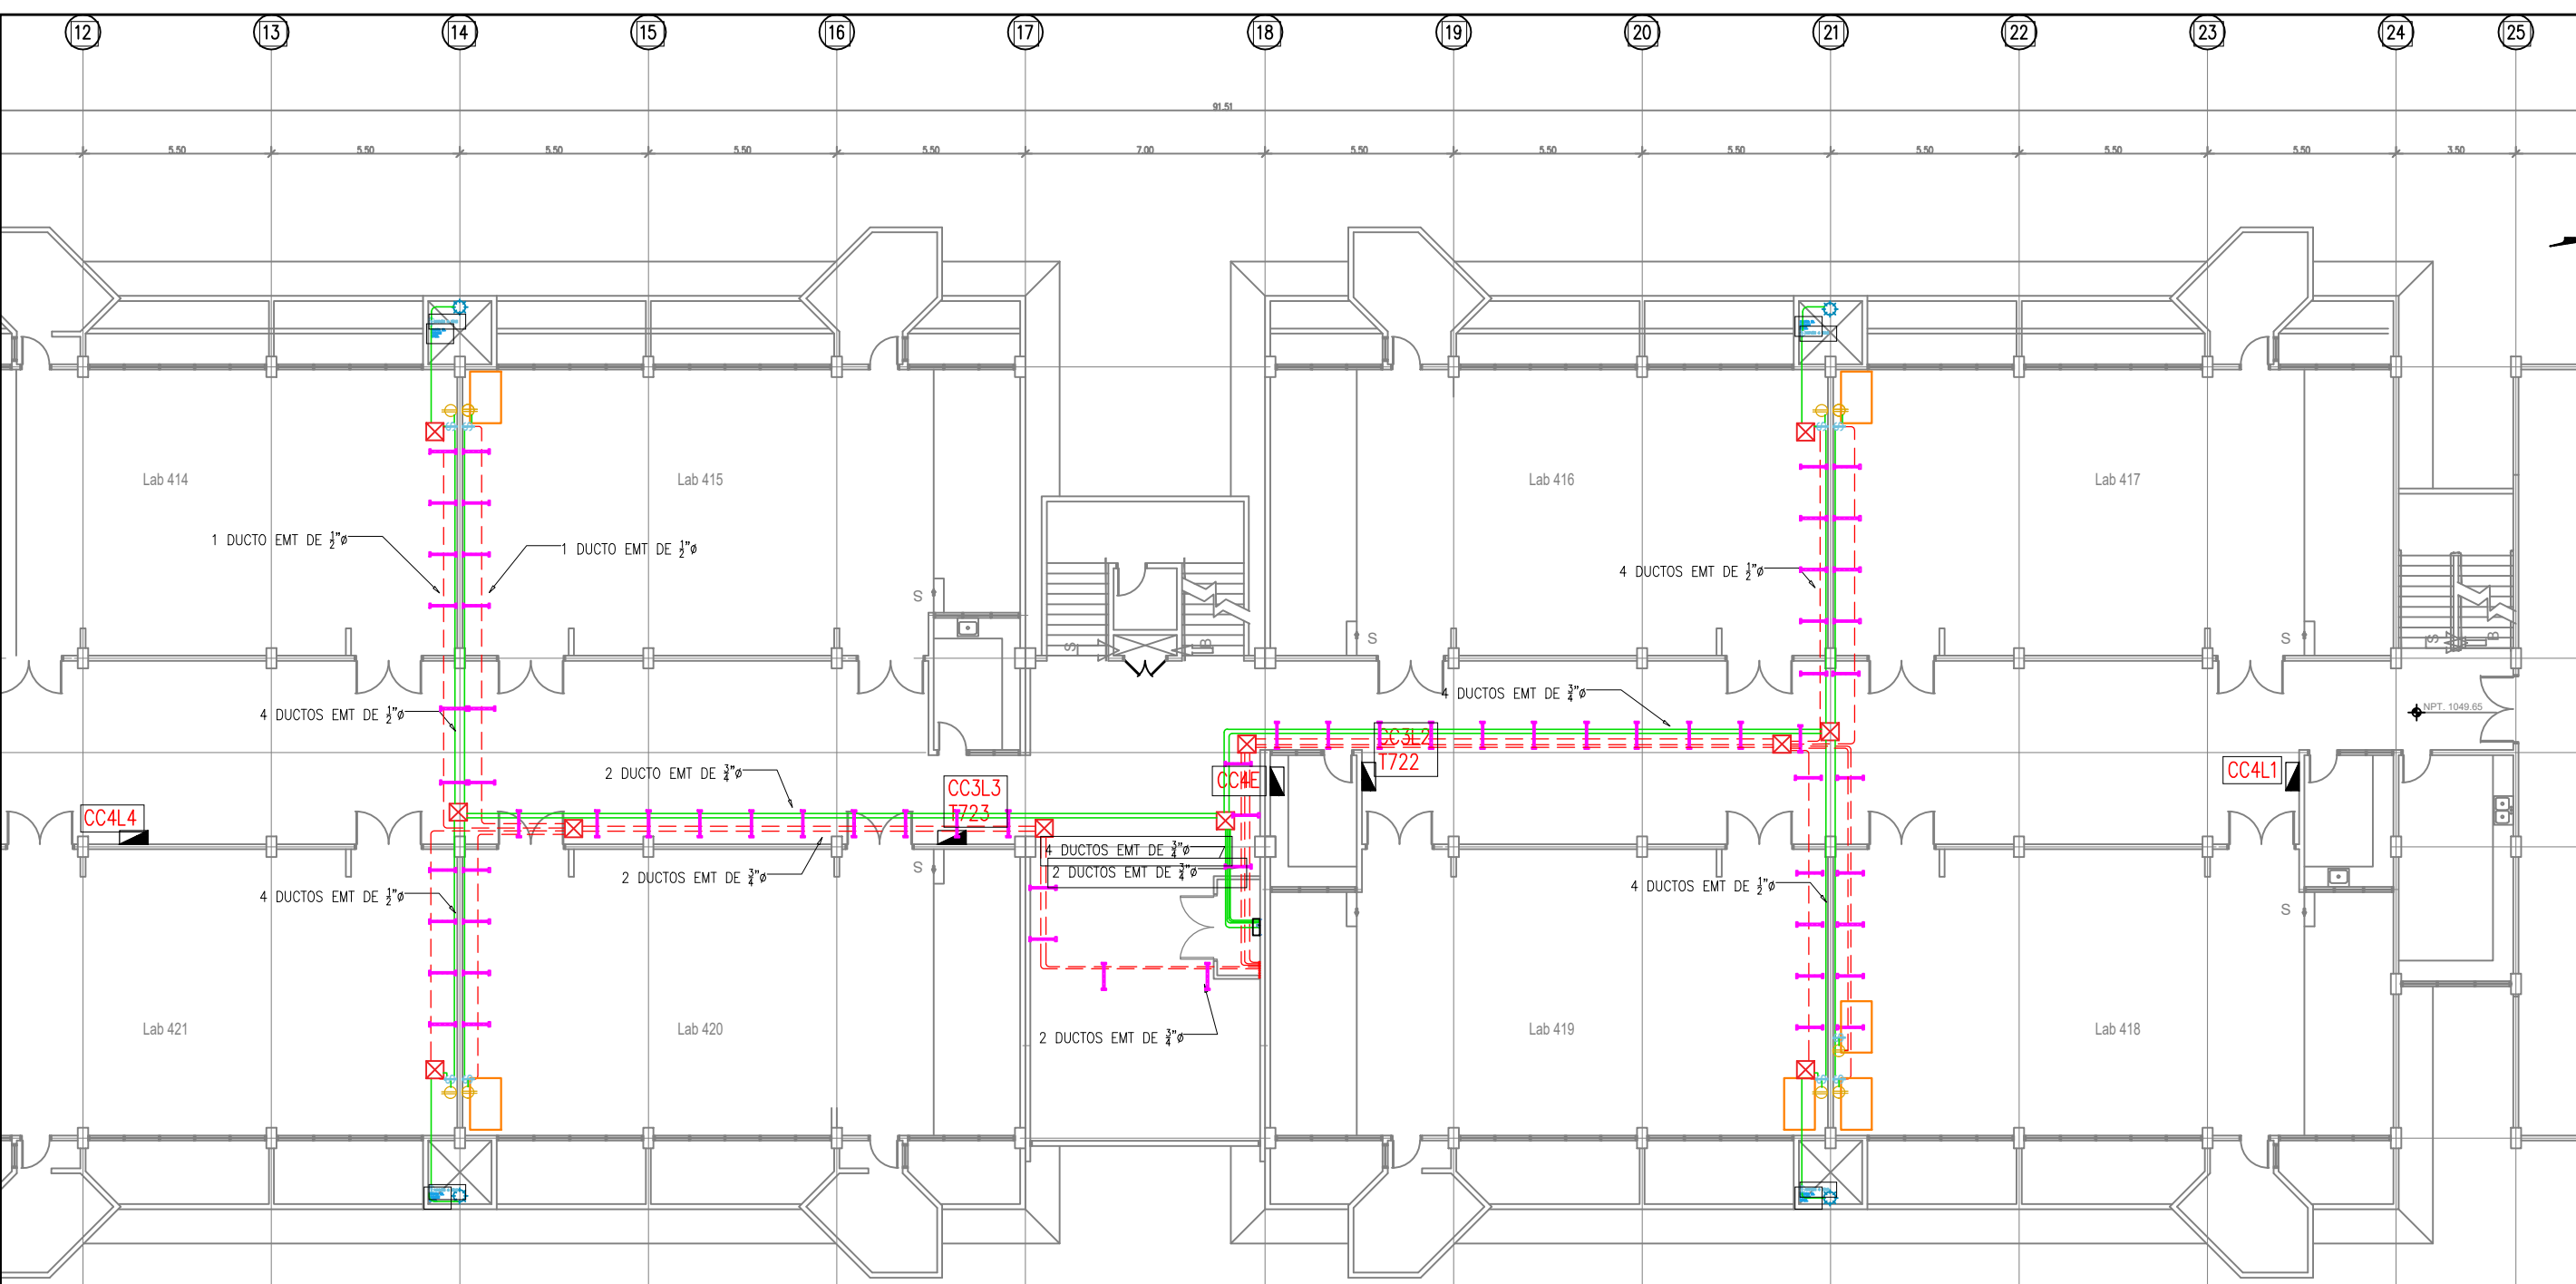 12 13 14 15 16 17 18 19 20 21 22 23 24 25
91.51
5.50 5.50 5.50 5.50 5.50 7.00 5.50 5.50 5.50 5.50 5.50 5.50 3.50
Lab 414
Lab 415
Lab 416
Lab 417
1 DUCTO EMT DE 1/2"ø
1 DUCTO EMT DE 1/2"ø
4 DUCTOS EMT DE 1/2"ø
S
S
S
S
B
S
B
4 DUCTOS EMT DE 3/4"ø
4 DUCTOS EMT DE 1/2"ø
NPT. 1049.65
CC3L2
T722
2 DUCTO EMT DE 3/4"ø
CC4E
CC4L1
CC3L3
T723
CC4L4
4 DUCTOS EMT DE 3/4"ø
2 DUCTOS EMT DE 3/4"ø
2 DUCTOS EMT DE 3/4"ø
S
4 DUCTOS EMT DE 1/2"ø
4 DUCTOS EMT DE 1/2"ø
S
Lab 421
Lab 420
Lab 419
Lab 418
2 DUCTOS EMT DE 3/4"ø